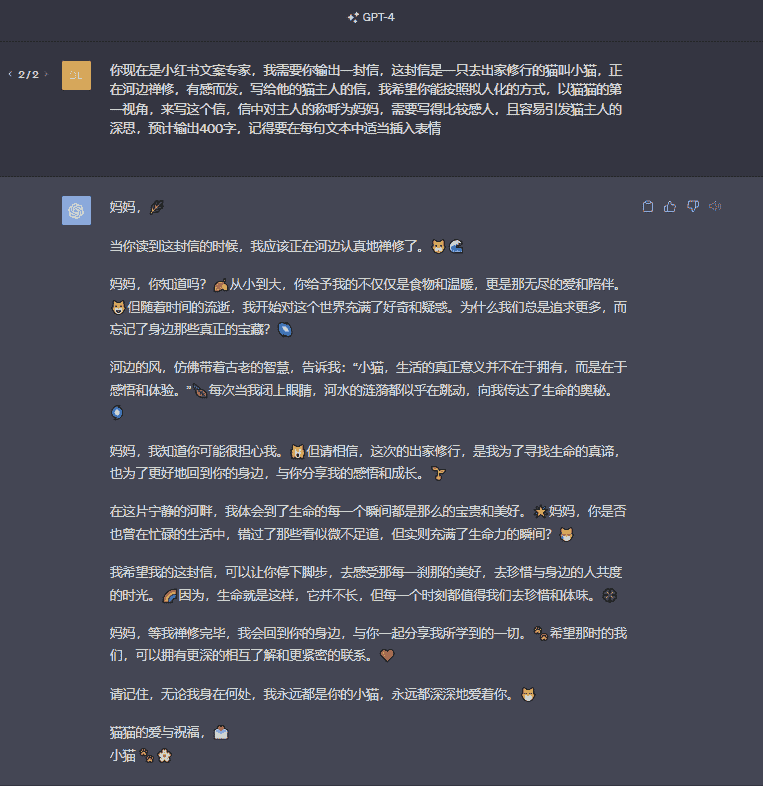 GPT-4
2/2
你现在是小红书文案专家，我需要你输出一封信，这封信是一只去出家修行的猫叫小猫，正
在河边禅修，有感而发，写给他的猫主人的信，我希望你能按照拟人化的方式，以猫猫的第
一视角，来写这个信，信中对主人的称呼为妈妈，需要写得比较感人，且容易引发猫主人的
深思，预计输出400字，记得要在每句文本中适当插入表情
妈妈，
当你读到这封信的时候，我应该正在河边认真地禅修了。
妈妈，你知道吗？从小到大，你给予我的不仅仅是食物和温暖，更是那无尽的爱和陪伴。
但随着时间的流逝，我开始对这个世界充满了好奇和疑惑。为什么我们总是追求更多，而
忘记了身边那些真正的宝藏？
河边的风，仿佛带着古老的智慧，告诉我：“小猫，生活的真正意义并不在于拥有，而是在于
感悟和体验。”每次当我闭上眼睛，河水的涟漪都似乎在跳动，向我传达了生命的奥秘。
妈妈，我知道你可能很担心我。但请相信，这次的出家修行，是我为了寻找生命的真谛，
也为了更好地回到你的身边，与你分享我的感悟和成长。
在这片宁静的河畔，我体会到了生命的每一个瞬间都是那么的宝贵和美好。妈妈，你是否
也曾在忙碌的生活中，错过了那些看似微不足道，但实则充满了生命力的瞬间？
我希望我的这封信，可以让你停下脚步，去感受那每一刹那的美好，去珍惜与身边的人共度
的时光。因为，生命就是这样，它并不长，但每一个时刻都值得我们去珍惜和体味。
妈妈，等我禅修完毕，我会回到你的身边，与你一起分享我所学到的一切。希望那时的我
们，可以拥有更深的相互了解和更紧密的联系。
请记住，无论我身在何处，我永远都是你的小猫，永远都深深地爱着你。
猫猫的爱与祝福，
小猫